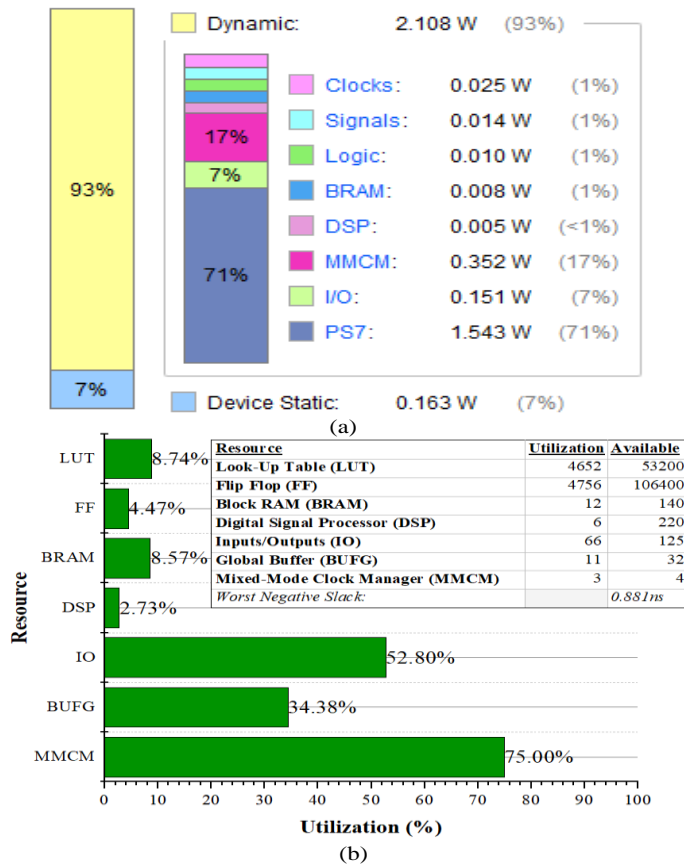 Dynamic: 2.108 W (93%)
93%
7%
17%
7%
71%
Clocks: 0.025 W (1%)
Signals: 0.014 W (1%)
Logic: 0.010 W (1%)
BRAM: 0.008 W (1%)
DSP: 0.005 W (<1%)
MMCM: 0.352 W (17%)
I/O: 0.151 W (7%)
PS7: 1.543 W (71%)
Device Static: 0.163 W (7%)
(a)
Resource Utilization Available
Look-Up Table (LUT) 4652 53200
Flip Flop (FF) 4756 106400
Block RAM (BRAM) 12 140
Digital Signal Processor (DSP) 6 220
Inputs/Outputs (IO) 66 125
Global Buffer (BUFG) 11 32
Mixed-Mode Clock Manager (MMCM) 3 4
Worst Negative Slack: 0.881ns
Resource
LUT 8.74%
FF 4.47%
BRAM 8.57%
DSP 2.73%
IO 52.80%
BUFG 34.38%
MMCM 75.00%
0 10 20 30 40 50 60 70 80 90 100
Utilization (%)
(b)